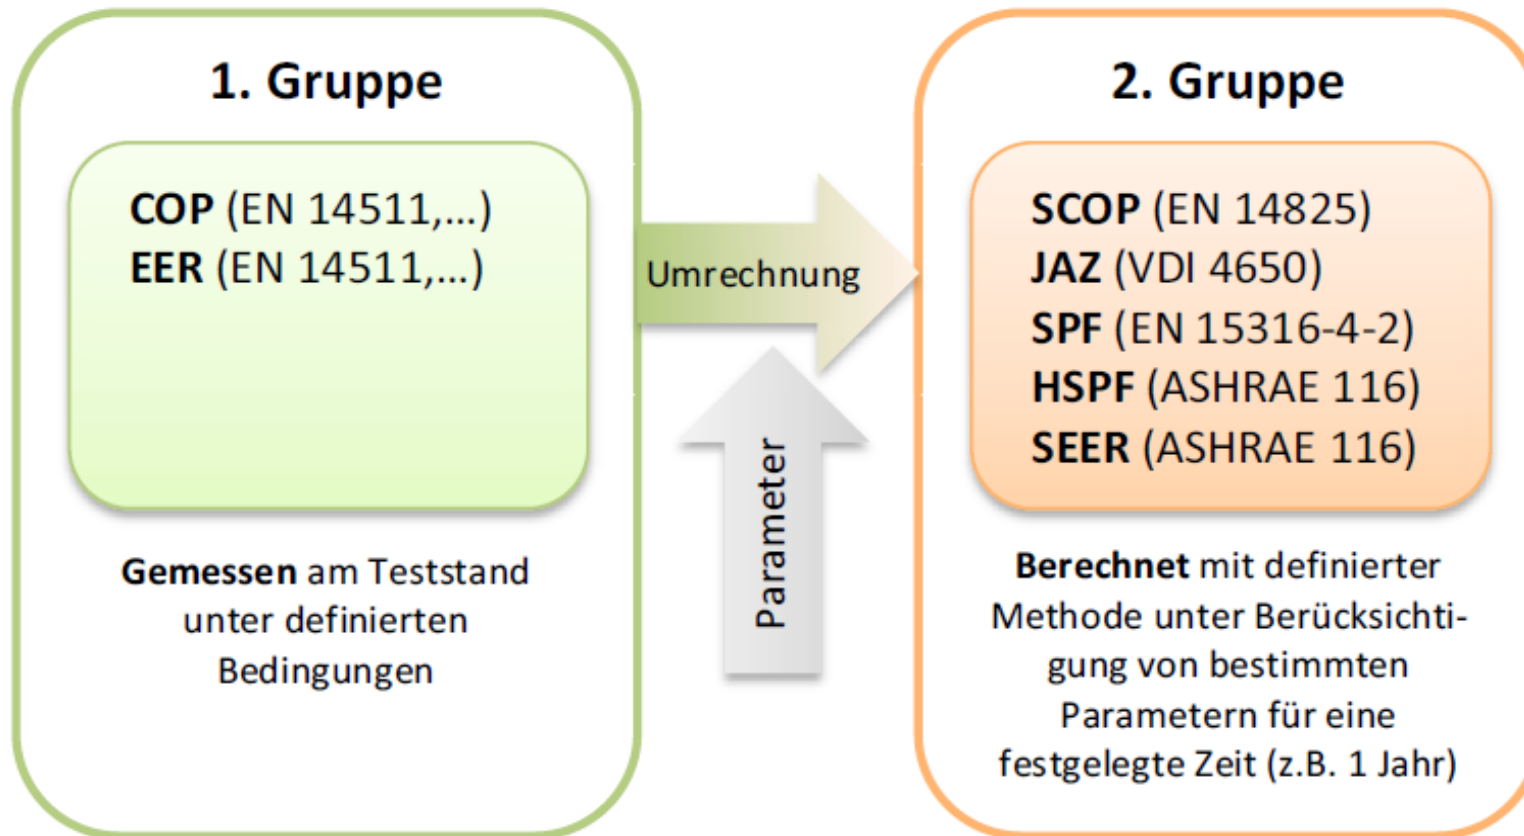 1. Gruppe
COP (EN 14511,...)
EER (EN 14511,...)
Gemessen am Teststand
unter definierten
Bedingungen
Umrechnung
Parameter
2. Gruppe
SCOP (EN 14825)
JAZ (VDI 4650)
SPF (EN 15316-4-2)
HSPF (ASHRAE 116)
SEER (ASHRAE 116)
Berechnet mit definierter
Methode unter Berücksichti-
gung von bestimmten
Parametern für eine
festgelegte Zeit (z.B. 1 Jahr)